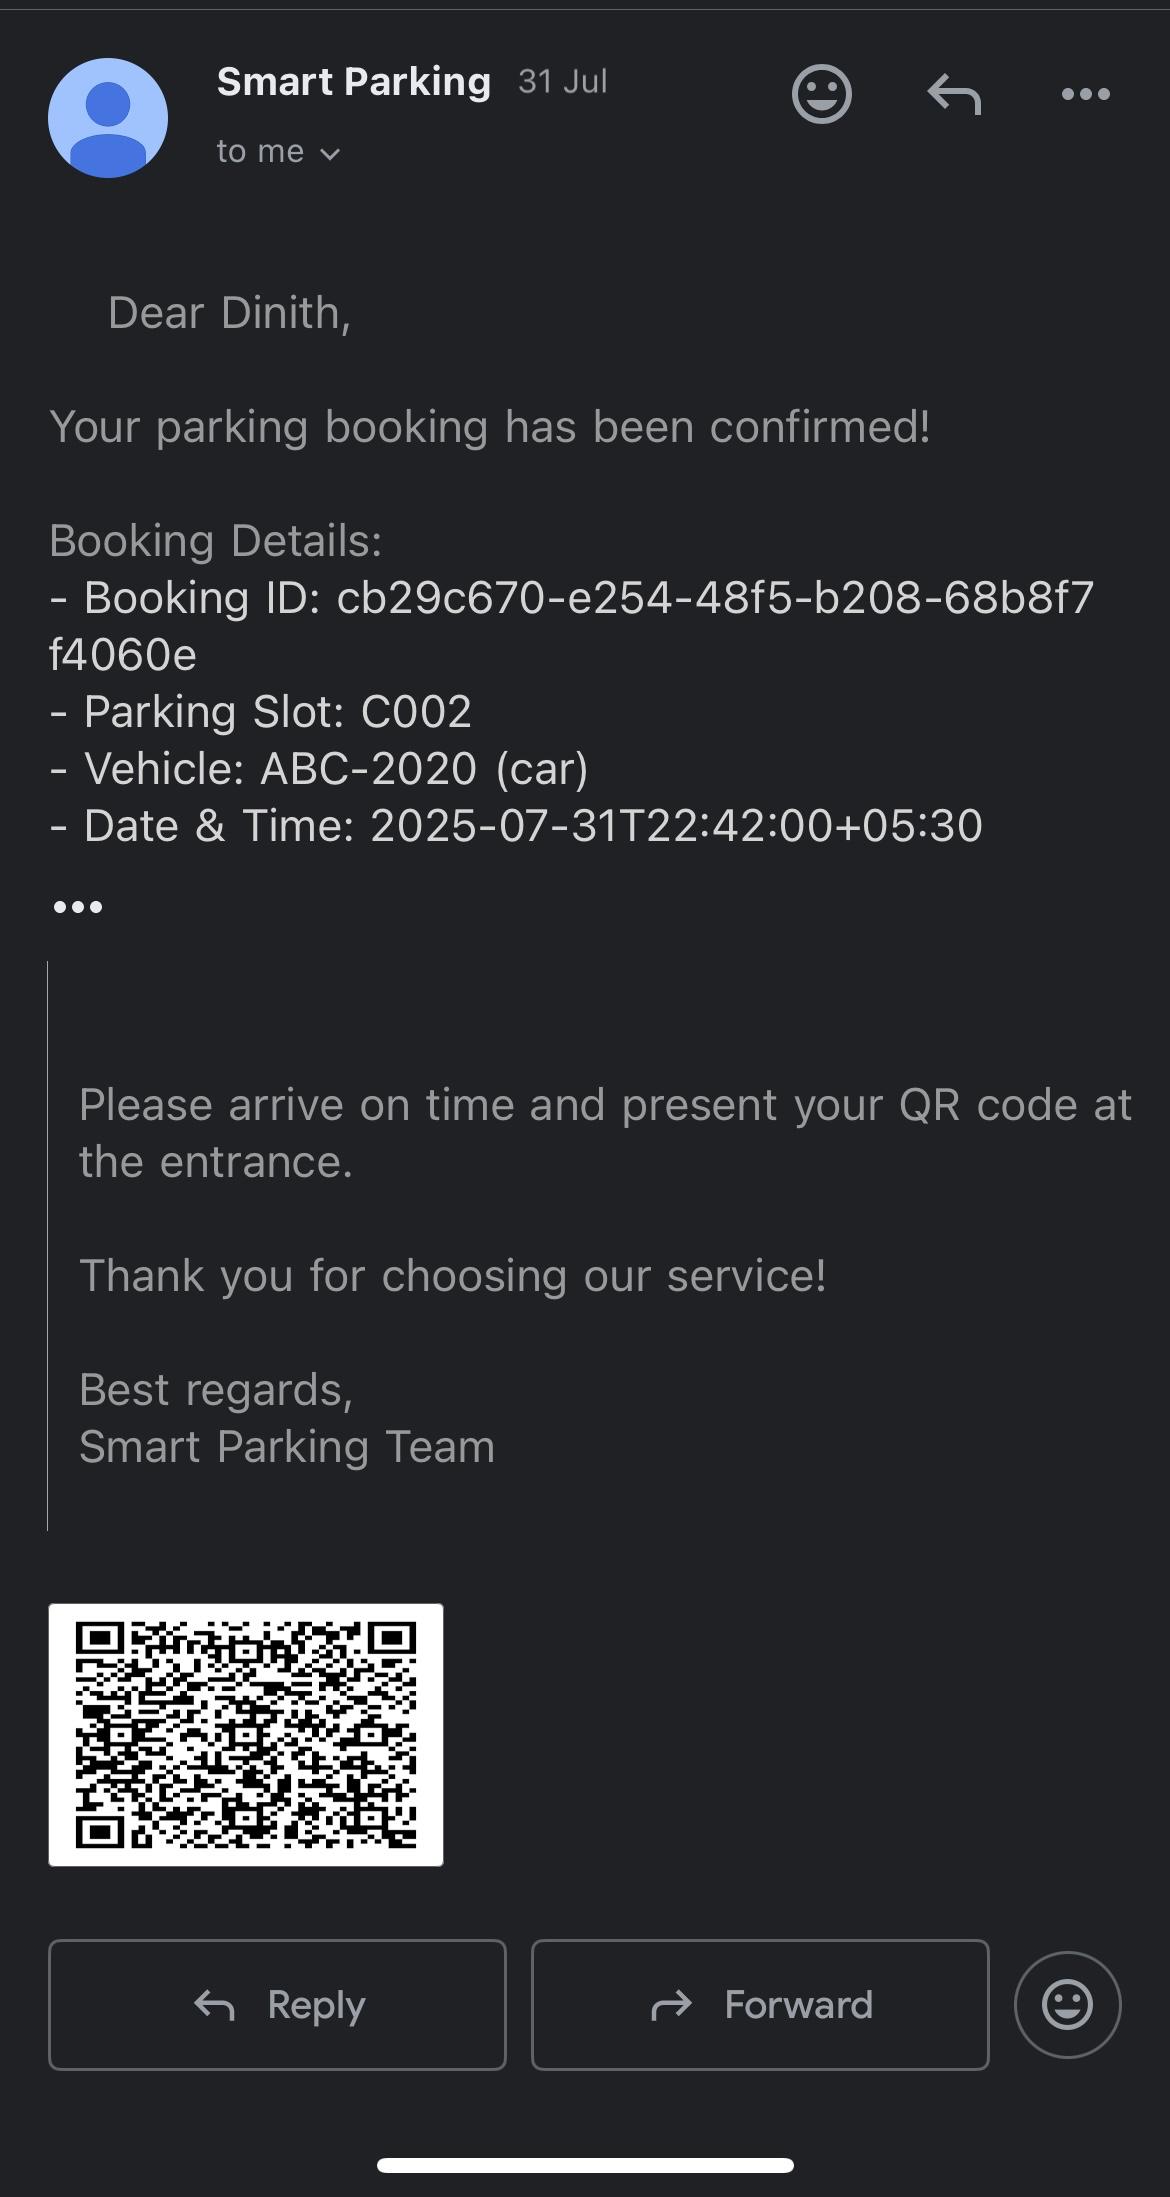 Smart Parking 31 Jul
to me
Dear Dinith,
Your parking booking has been confirmed!
Booking Details:
- Booking ID: cb29c670-e254-48f5-b208-68b8f7
f4060e
- Parking Slot: C002
- Vehicle: ABC-2020 (car)
- Date & Time: 2025-07-31T22:42:00+05:30
Please arrive on time and present your QR code at
the entrance.
Thank you for choosing our service!
Best regards,
Smart Parking Team
Reply
Forward